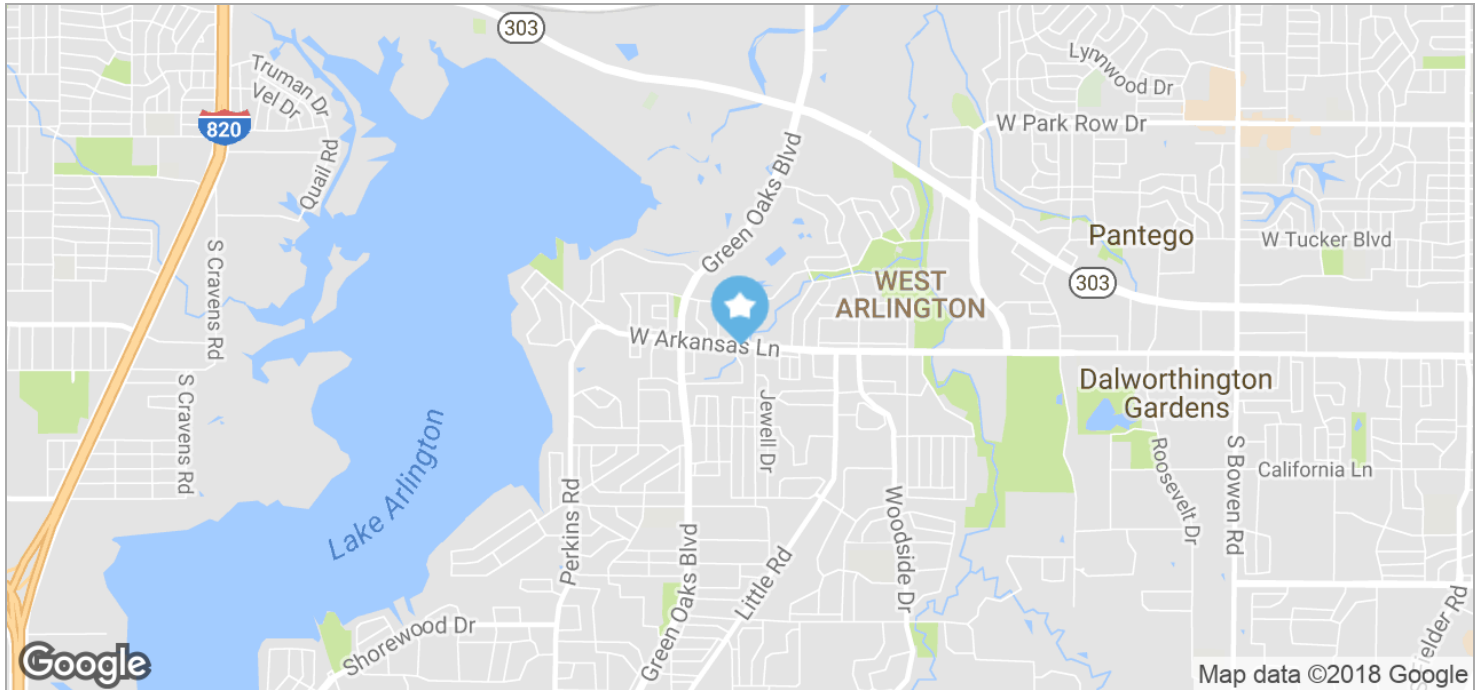 303
Truman Dr
Vel Dr
820
Quail Rd
Green Oaks Blvd
Lynnwood Dr
W Park Row Dr
S Cravens Rd
Pantego
W Tucker Blvd
WEST
ARLINGTON
303
W Arkansas Ln
S Cravens Rd
Jewell Dr
Dalworthington
Gardens
Lake Arlington
S Bowen Rd
Roosevelt Dr
California Ln
Perkins Rd
Green Oaks Blvd
Little Rd
Woodside Dr
Shorewood Dr
Fielder Rd
Google
Map data ©2018 Google